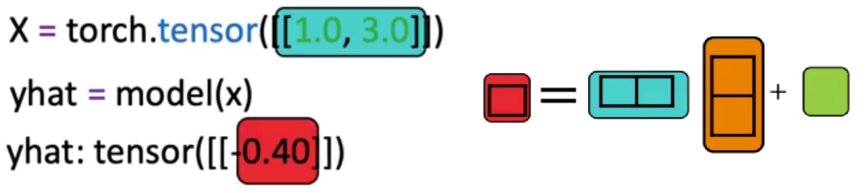 X = torch.tensor([[1.0, 3.0]])
yhat = model(x)
yhat: tensor([[-0.40]])
= +